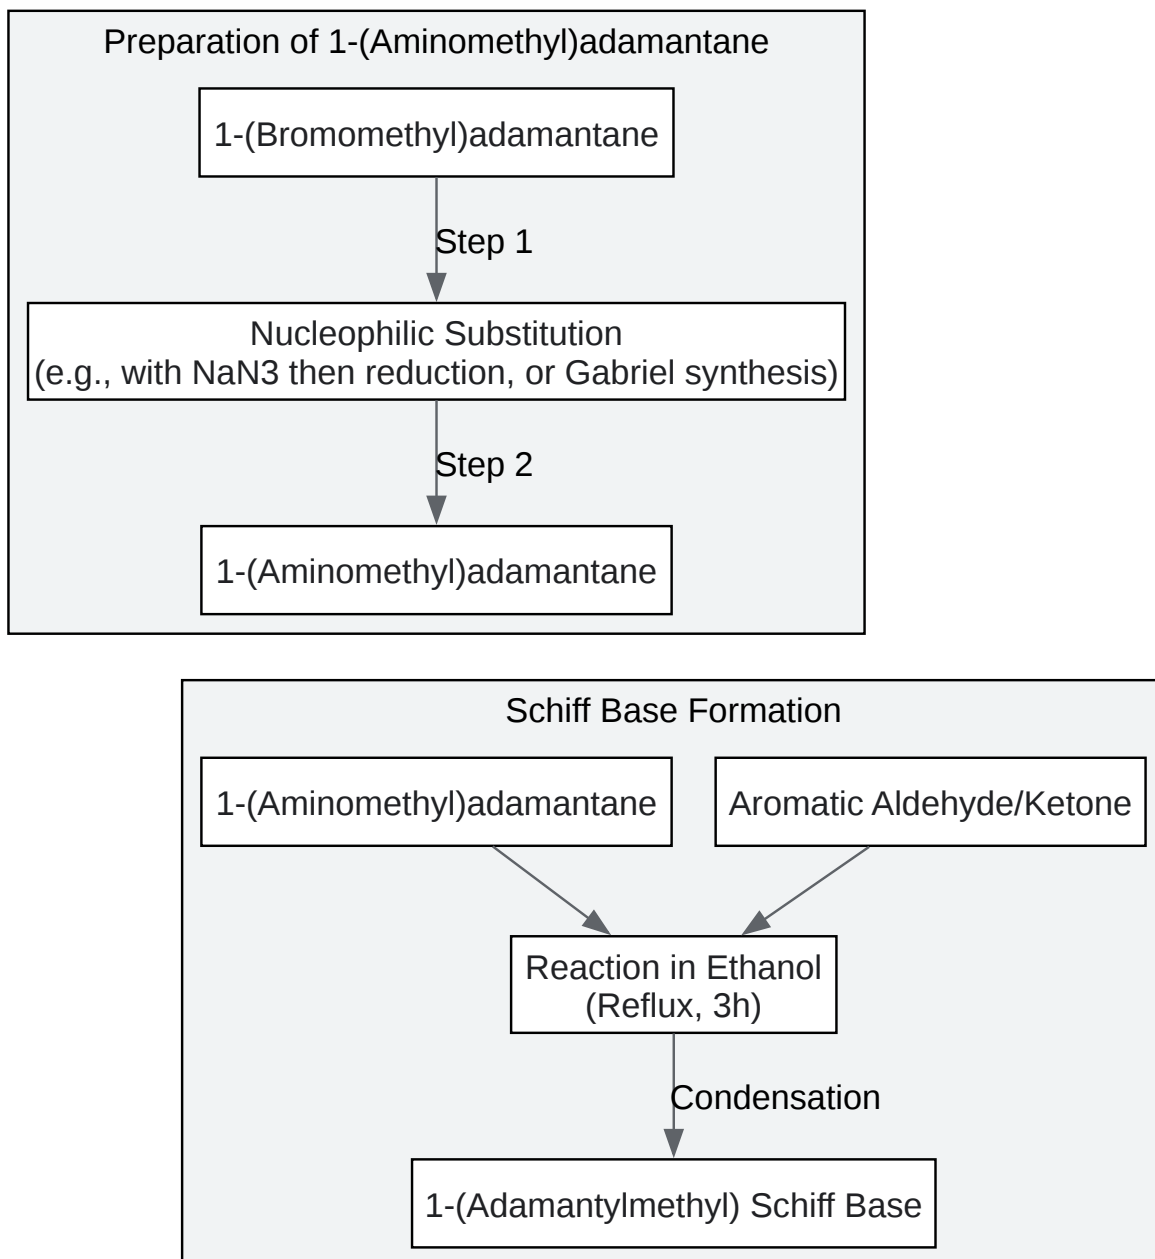 Preparation of 1-(Aminomethyl)adamantane
1-(Bromomethyl)adamantane
Step 1
Nucleophilic Substitution
(e.g., with NaN3 then reduction, or Gabriel synthesis)
Step 2
1-(Aminomethyl)adamantane
Schiff Base Formation
1-(Aminomethyl)adamantane
Aromatic Aldehyde/Ketone
Reaction in Ethanol
(Reflux, 3h)
Condensation
1-(Adamantylmethyl) Schiff Base